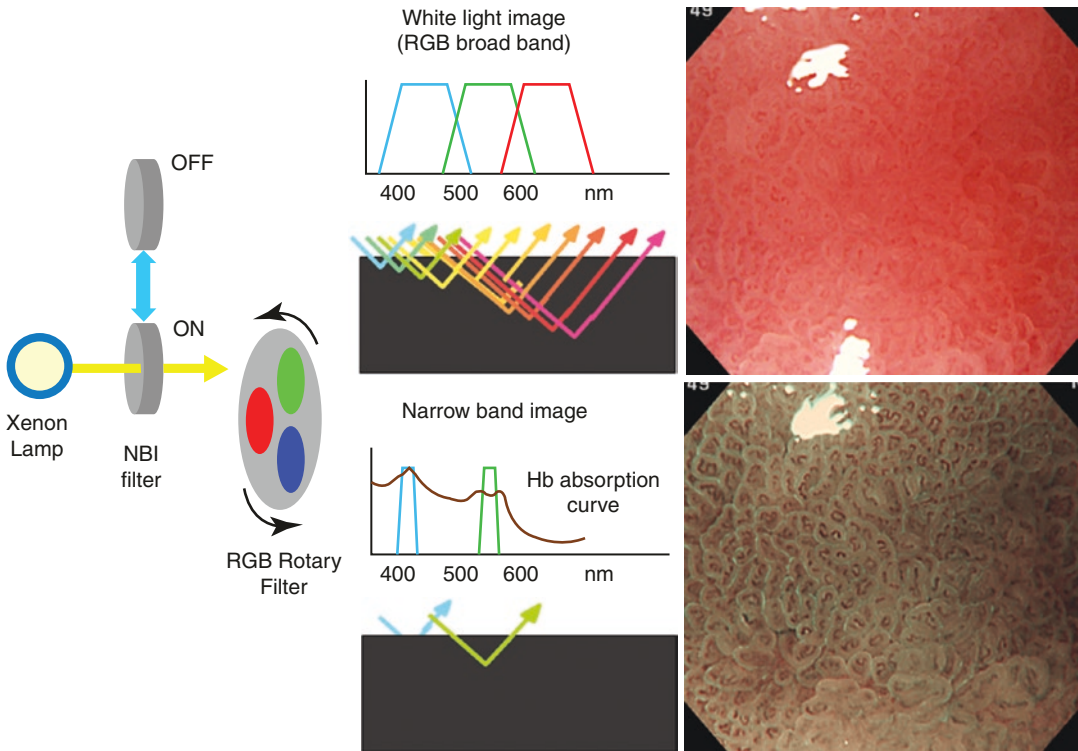 OFF
ON
Xenon
Lamp
NBI
filter
RGB Rotary
Filter
White light image
(RGB broad band)
400 500 600 nm
Narrow band image
Hb absorption
curve
400 500 600 nm
49
49